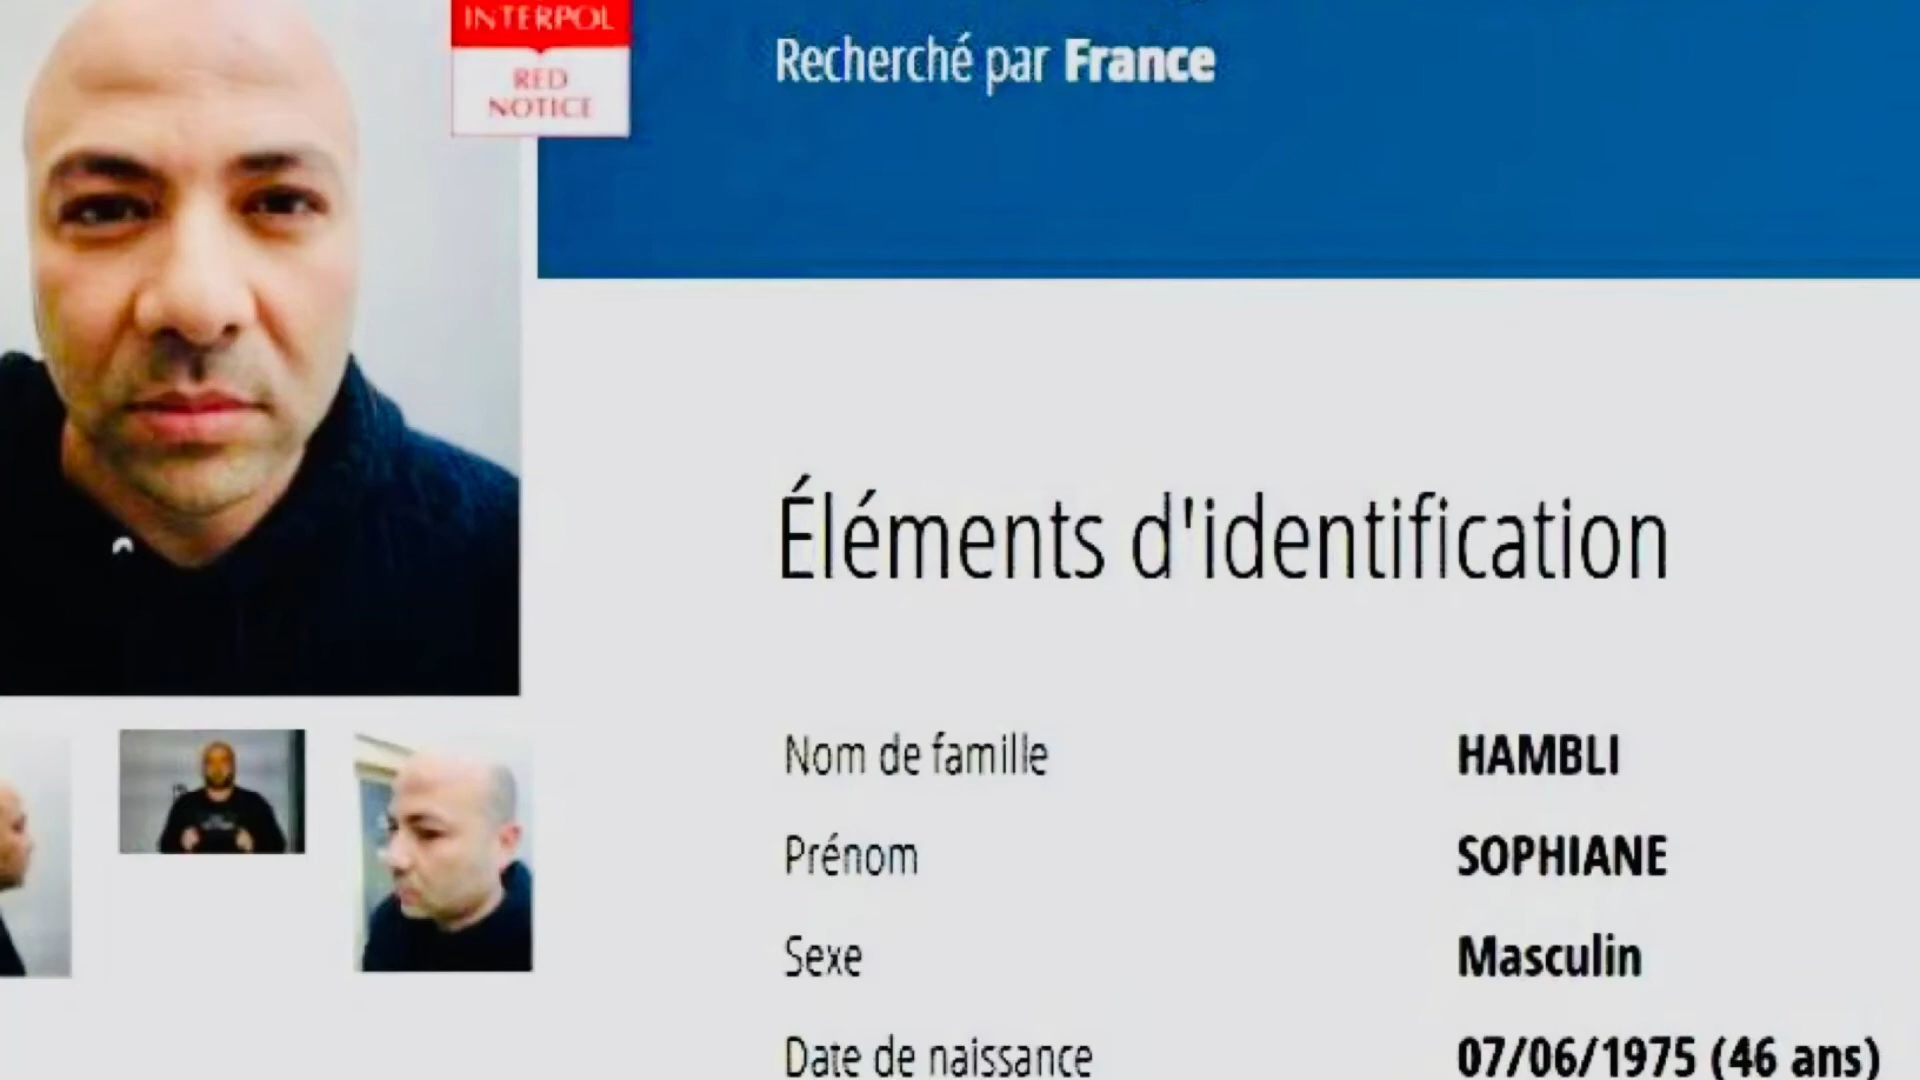 INTERPOL
RED
NOTICE
Recherché par France
Éléments d'identification
Nom de famille HAMBLI
Prénom SOPHIANE
Sexe Masculin
Date de naissance 07/06/1975 (46 ans)